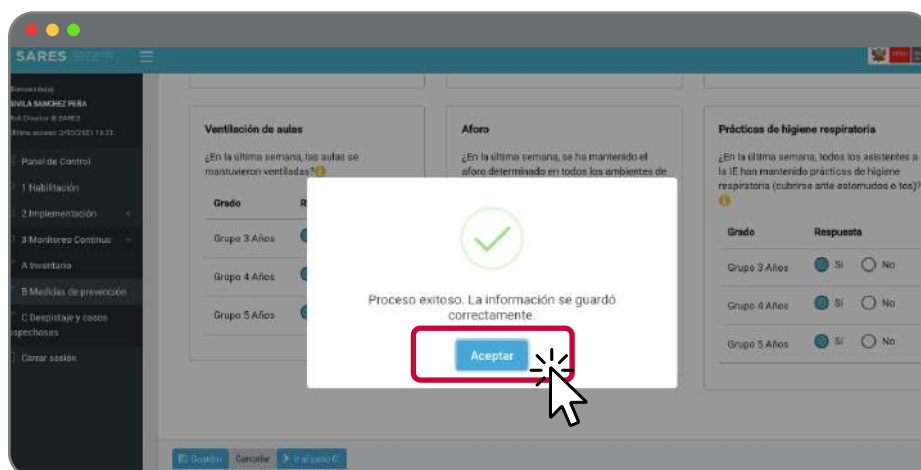 SARES
PERÚ
SIVILA SANCHEZ PEÑA
Panel de Control
1 Habilitación
2 Implementación
3 Monitoreo Continuo
A Inventario
B Medidas de prevención
C Despistaje y casos
sospechosos
Cerrar sesión
Ventilación de aulas
¿En la última semana, las aulas se
mantuvieron ventiladas?
Grado R
Grupo 3 Años
Grupo 4 Años
Grupo 5 Años
Aforo
¿En la última semana, se ha mantenido el
aforo determinado en todos los ambientes de
Prácticas de higiene respiratoria
¿En la última semana, todos los asistentes a
la IE han mantenido prácticas de higiene
respiratoria (cubrirse ante estornudos o tos)?
Grado Respuesta
Grupo 3 Años Sí No
Grupo 4 Años Sí No
Grupo 5 Años Sí No
Proceso exitoso. La información se guardó
correctamente.
Aceptar
Guardar Cancelar Ir al paso C